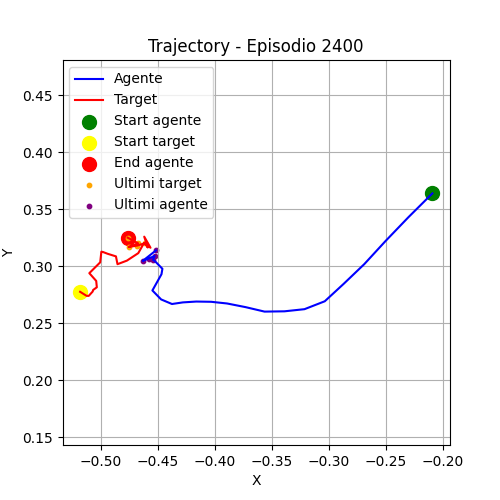 Trajectory - Episodio 2400
Agente
Target
Start agente
Start target
End agente
Ultimi target
Ultimi agente
0.45
0.40
0.35
0.30
0.25
0.20
0.15
Y
−0.50
−0.45
−0.40
−0.35
−0.30
−0.25
−0.20
X